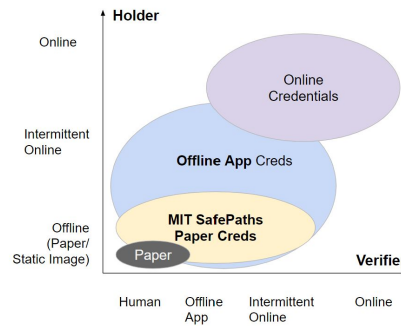 Holder
Online
Online
Credentials
Intermittent
Online
Offline App Creds
Offline
(Paper/
Static Image)
MIT SafePaths
Paper Creds
Paper
Verifie
Human
Offline
App
Intermittent
Online
Online